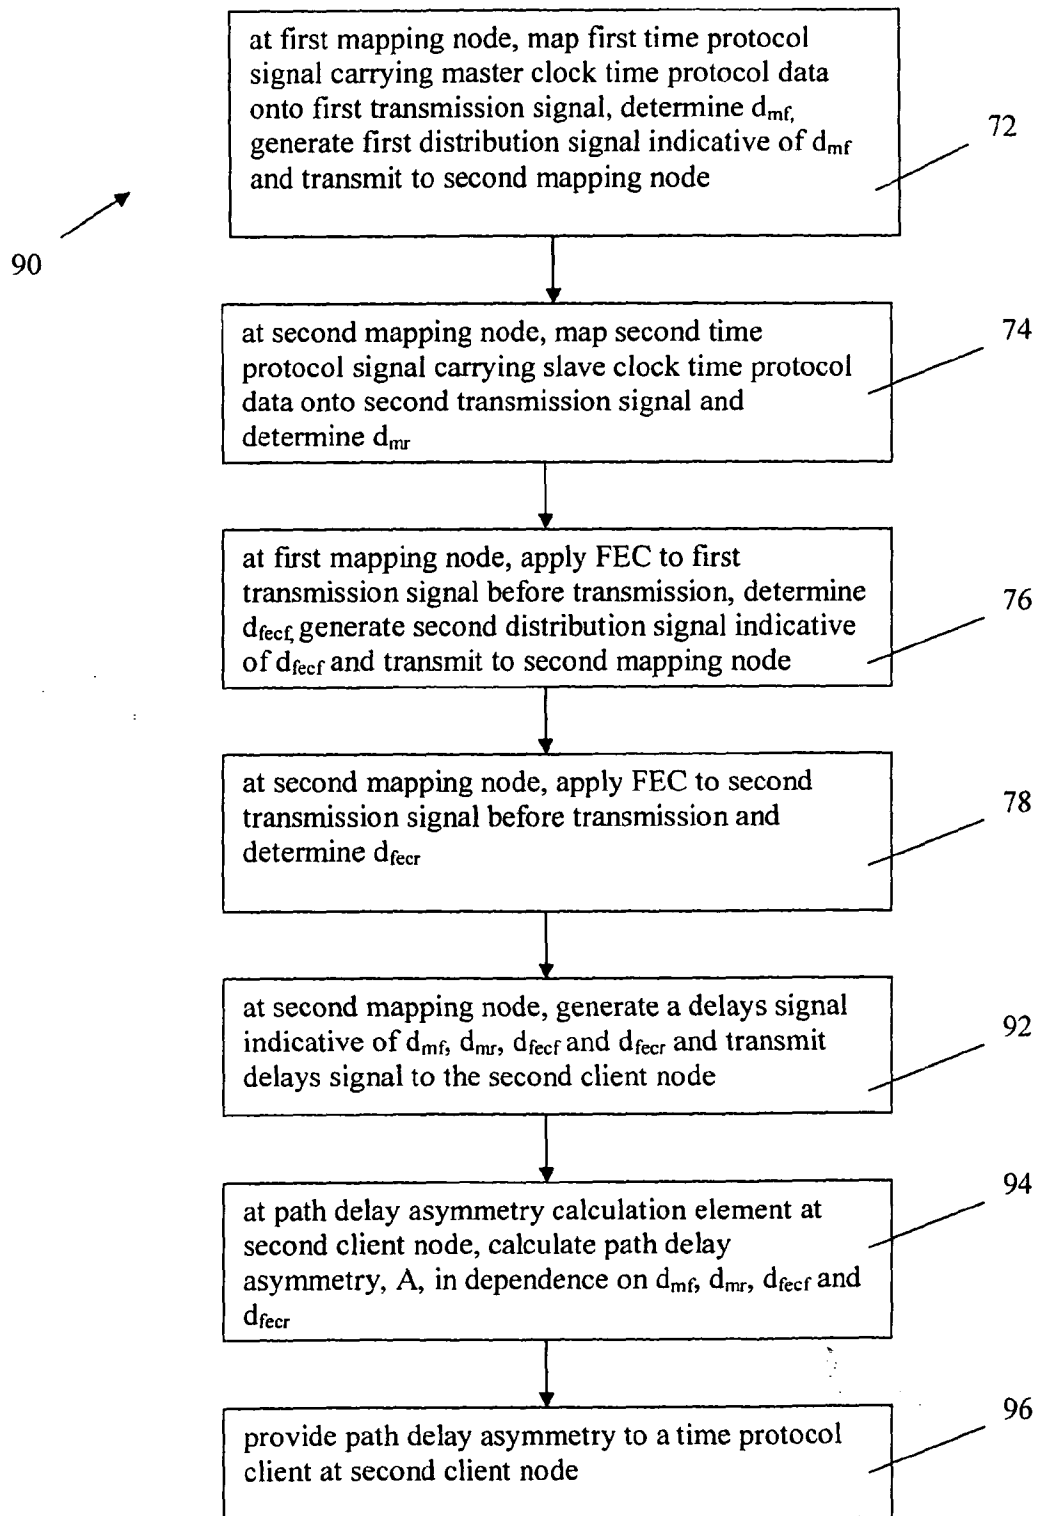 at first mapping node, map first time protocol
signal carrying master clock time protocol data
onto first transmission signal, determine dmf,
generate first distribution signal indicative of dmf
and transmit to second mapping node
72
90
at second mapping node, map second time
protocol signal carrying slave clock time protocol
data onto second transmission signal and
determine dmr
74
at first mapping node, apply FEC to first
transmission signal before transmission, determine
dfecf, generate second distribution signal indicative
of dfecf and transmit to second mapping node
76
at second mapping node, apply FEC to second
transmission signal before transmission and
determine dfecr
78
at second mapping node, generate a delays signal
indicative of dmf, dmr, dfecf and dfecr and transmit
delays signal to the second client node
92
at path delay asymmetry calculation element at
second client node, calculate path delay
asymmetry, A, in dependence on dmf, dmr, dfecf and
dfecr
94
provide path delay asymmetry to a time protocol
client at second client node
96